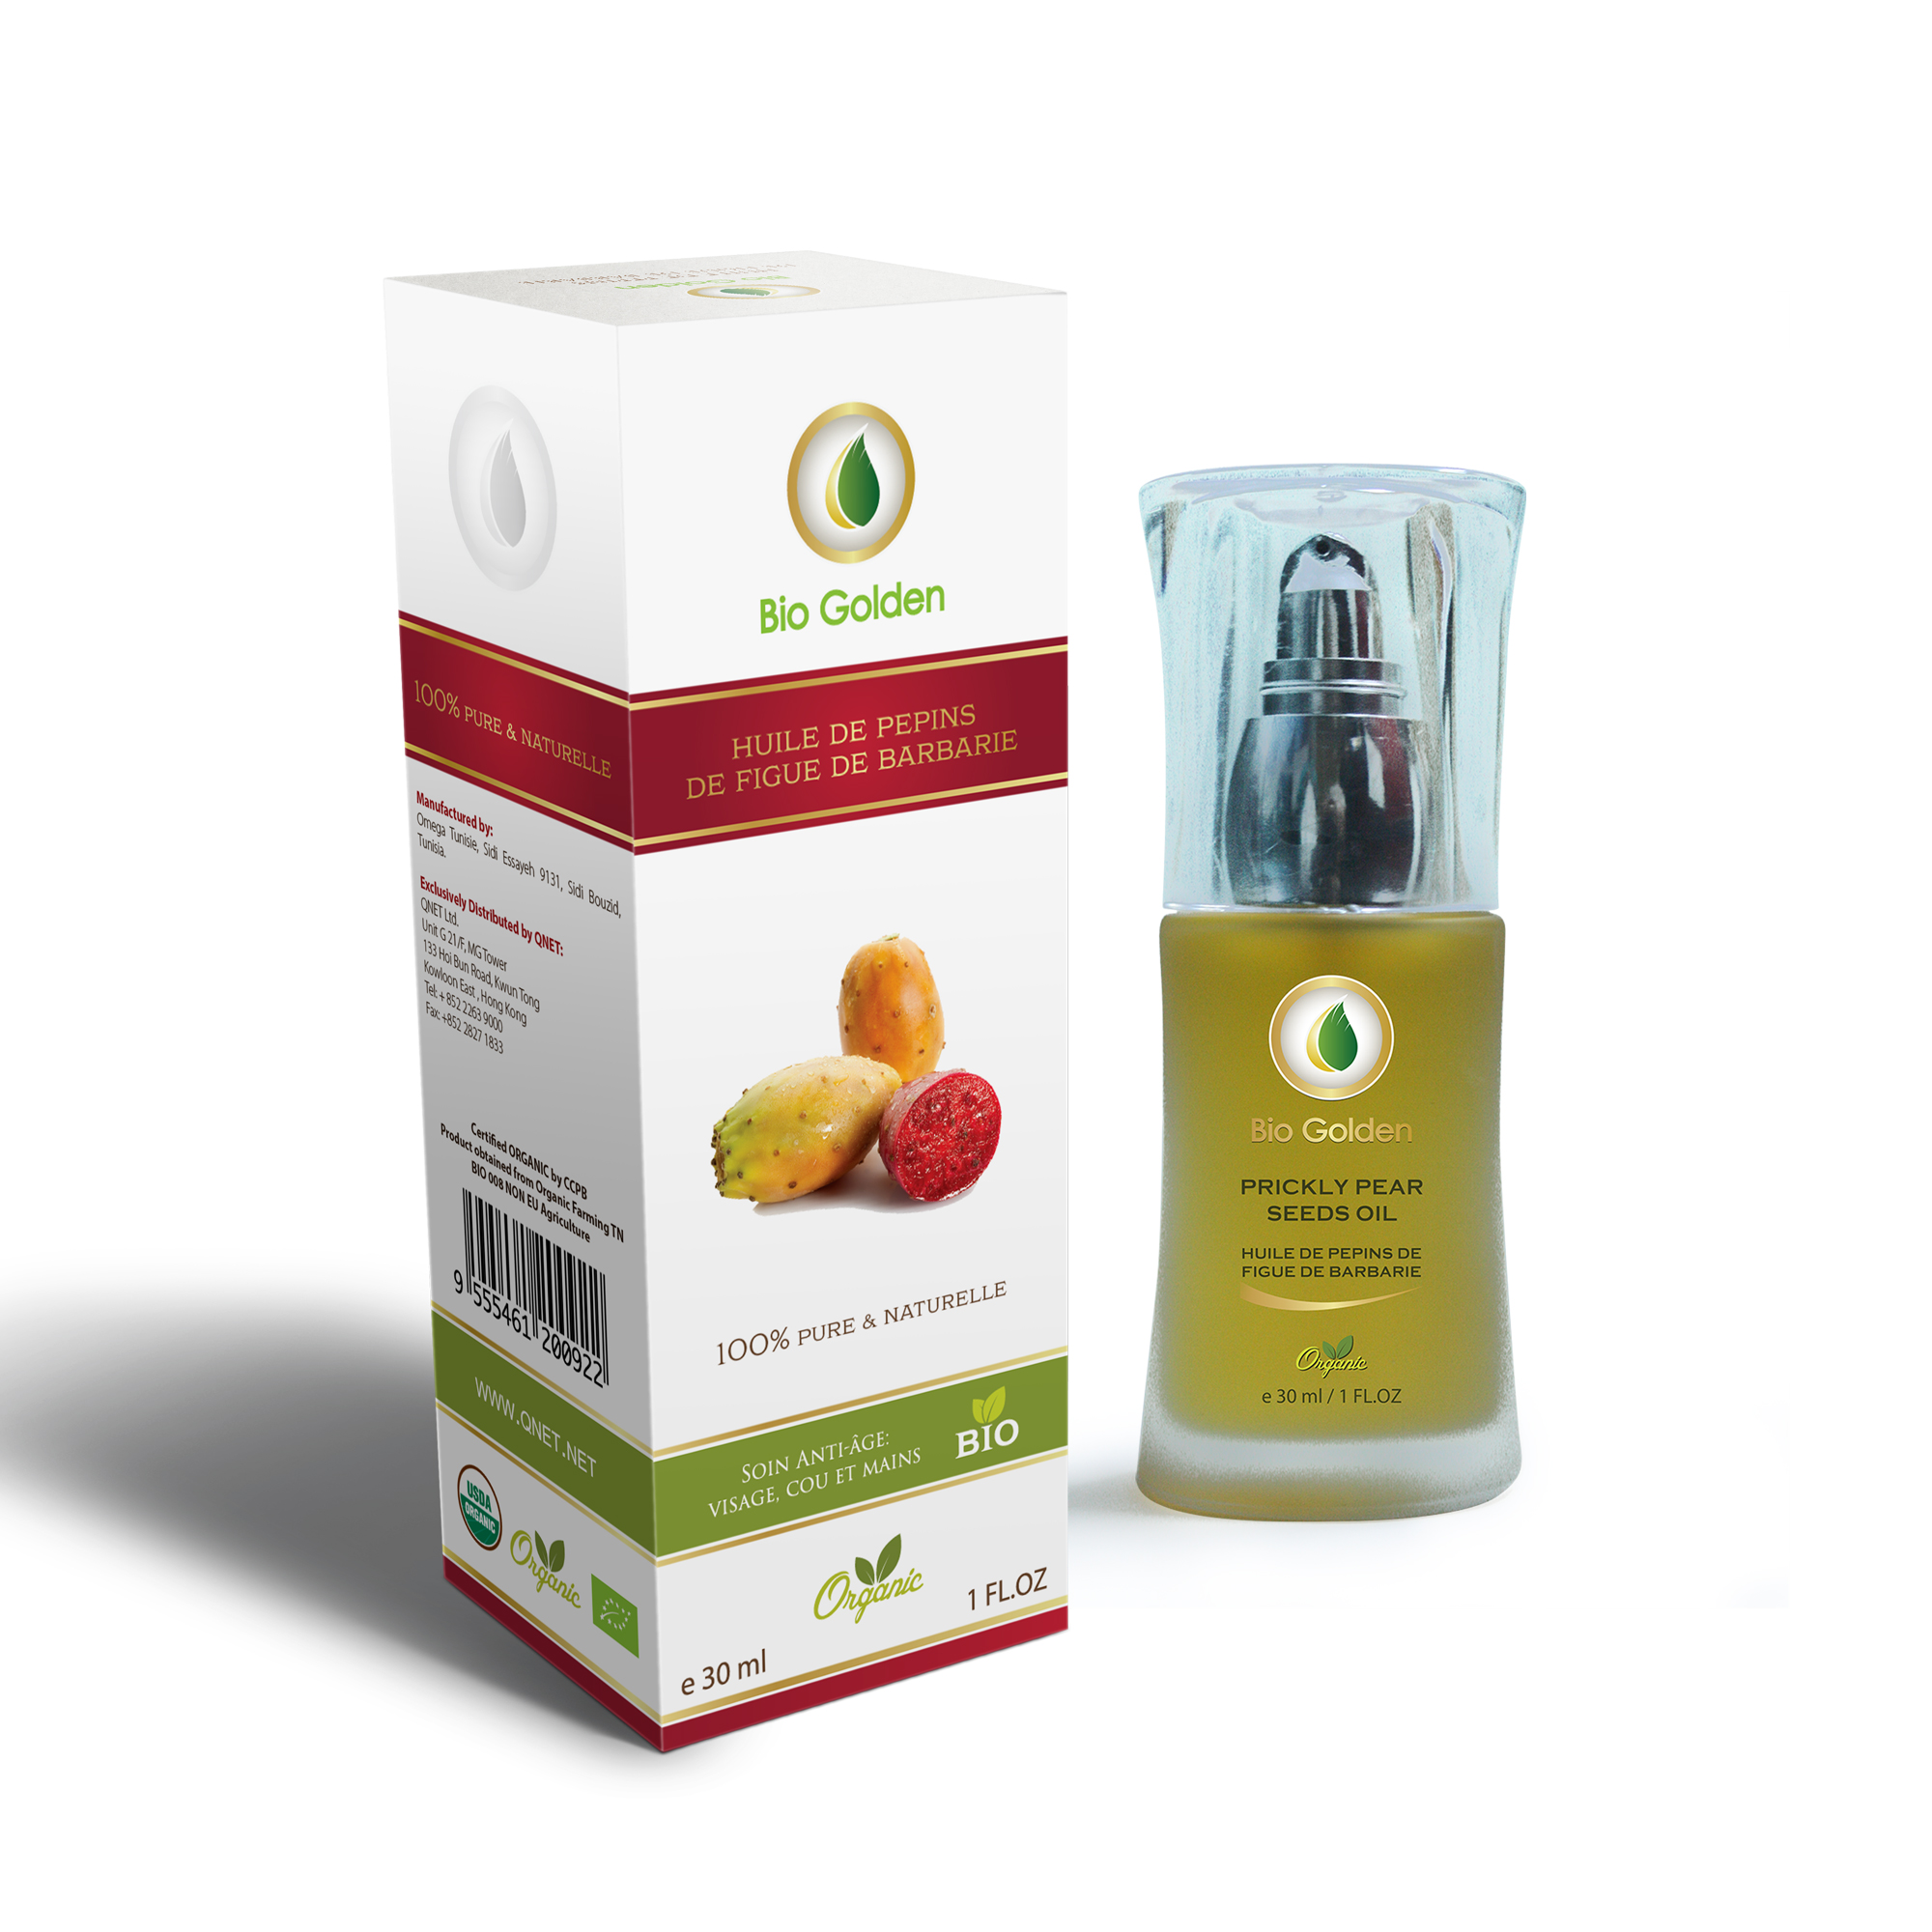 Bio Golden
HUILE DE PEPINS
DE FIGUE DE BARBARIE
100% PURE & NATURELLE
SOIN ANTI-ÂGE:
VISAGE, COU ET MAINS
BIO
Organic
e 30 ml
1 FL.OZ
Bio Golden
100% PURE & NATURELLE
Manufactured by:
Omega Tunisie, Sidi Essayeh 9131, Sidi Bouzid,
Tunisia.
Exclusively Distributed by QNET:
QNET Ltd.
Unit G 21/F, MG Tower
133 Hoi Bun Road, Kwun Tong
Kowloon East , Hong Kong
Tel: + 852 2263 9000
Fax: +852 2827 1833
Certified ORGANIC by CCPB
Product obtained from Organic Farming TN
BIO 008 NON EU Agriculture
9 555461 200922
WWW.QNET.NET
USDA
ORGANIC
Organic
Bio Golden
PRICKLY PEAR
SEEDS OIL
HUILE DE PEPINS DE
FIGUE DE BARBARIE
Organic
e 30 ml / 1 FL.OZ